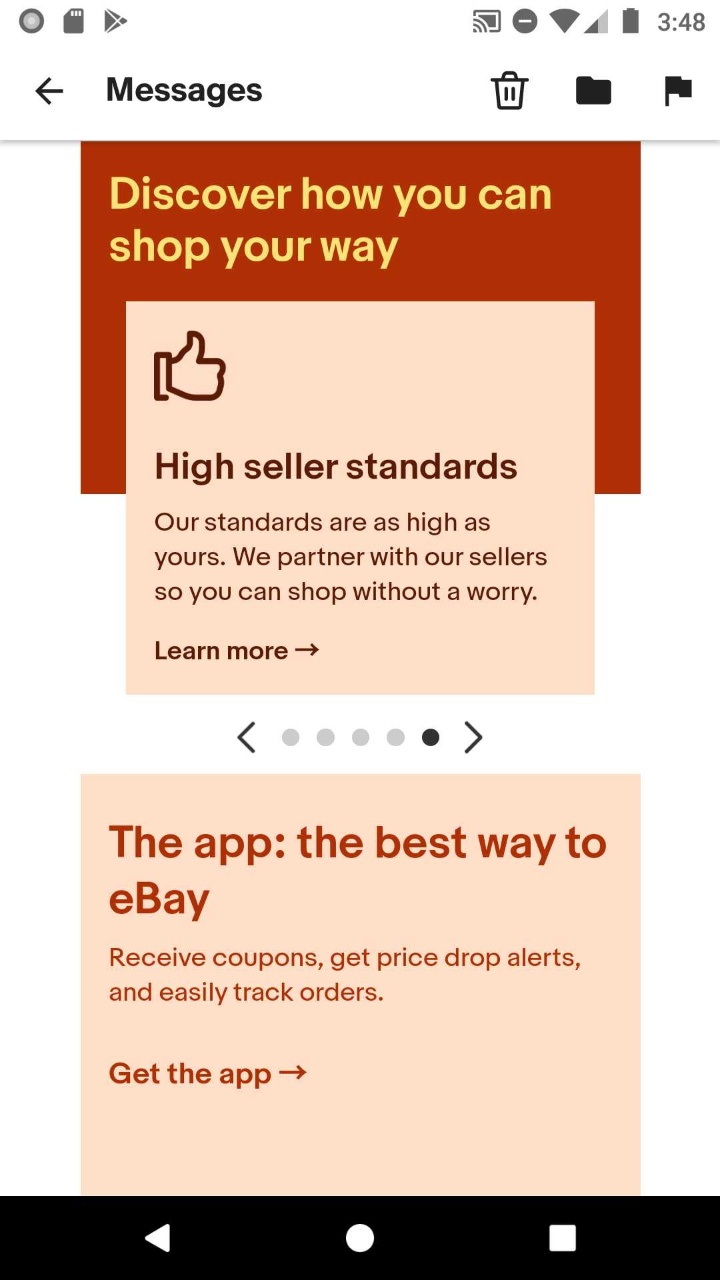 3:48
Messages
Discover how you can
shop your way
High seller standards
Our standards are as high as
yours. We partner with our sellers
so you can shop without a worry.
Learn more →
The app: the best way to
eBay
Receive coupons, get price drop alerts,
and easily track orders.
Get the app →